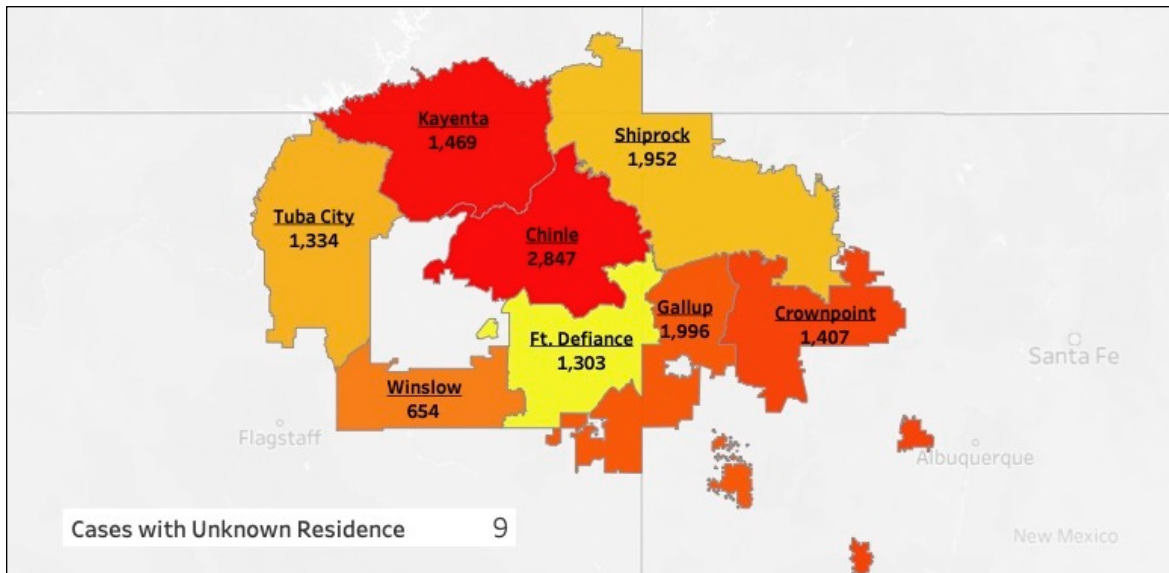 Kayenta
1,469
Shiprock
1,952
Tuba City
1,334
Chinle
2,847
Gallup
1,996
Crownpoint
1,407
Ft. Defiance
1,303
Santa Fe
Winslow
654
Flagstaff
Albuquerque
Cases with Unknown Residence 9
New Mexico